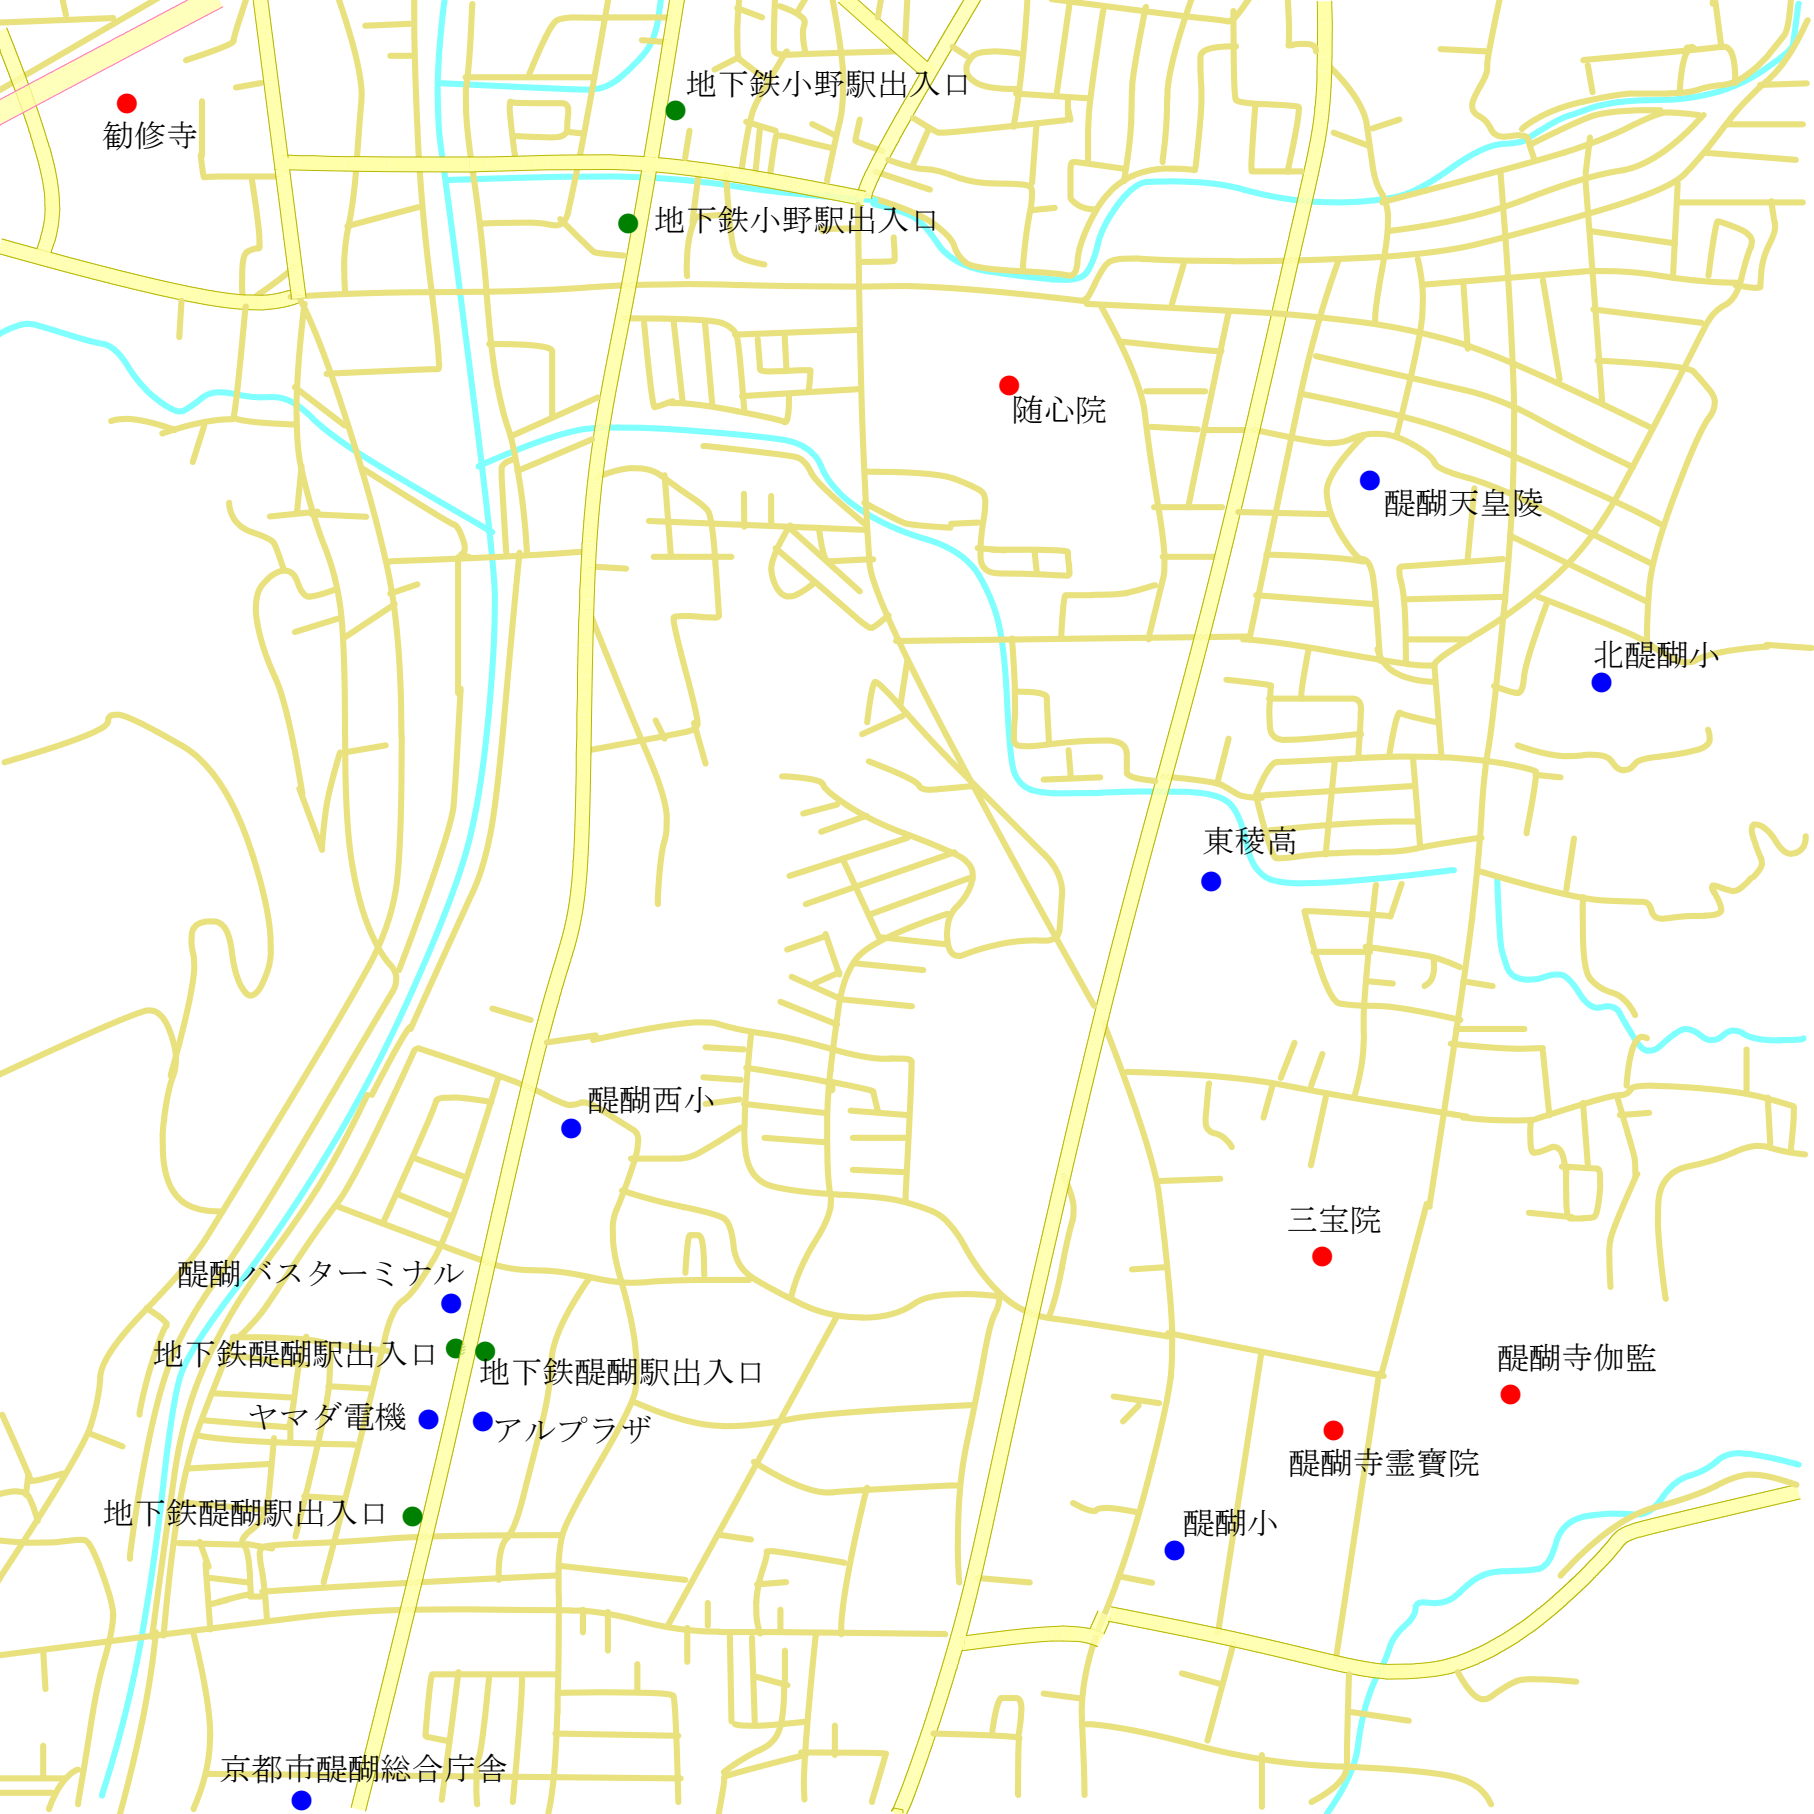 地下鉄小野駅出入口
勧修寺
地下鉄小野駅出入口
随心院
醍醐天皇陵
北醍醐小
東稜高
醍醐西小
三宝院
醍醐バスターミナル
地下鉄醍醐駅出入口
醍醐寺伽監
地下鉄醍醐駅出入口
ヤマダ電機
アルプラザ
醍醐寺霊寶院
地下鉄醍醐駅出入口
醍醐小
京都市醍醐総合庁舎